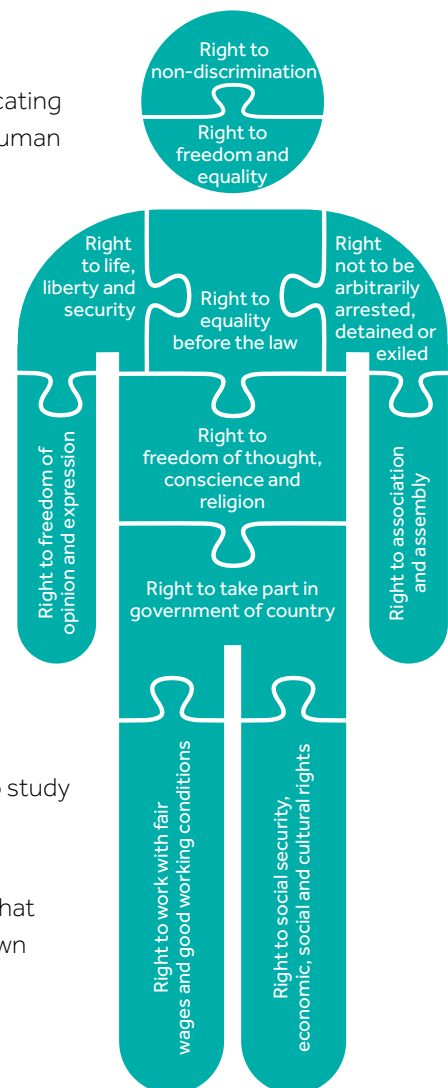 Right to
non-discrimination
cating
uman
Right to
freedom and
equality
Right
to life,
liberty and
security
Right to
equality
before the law
Right
not to be
arbitrarily
arrested,
detained or
exiled
Right to freedom of
opinion and expression
Right to
freedom of thought,
conscience and
religion
Right to association
and assembly
Right to take part in
government of country
o study
hat
wn
Right to work with fair
wages and good working conditions
Right to social security,
economic, social and cultural rights